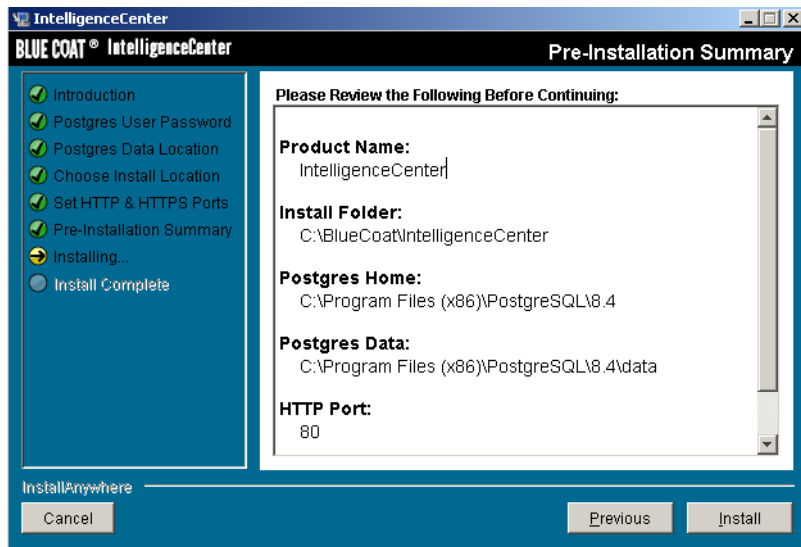 IntelligenceCenter
BLUE COAT ® IntelligenceCenter
Pre-Installation Summary
Introduction
Postgres User Password
Postgres Data Location
Choose Install Location
Set HTTP & HTTPS Ports
Pre-Installation Summary
Installing...
Install Complete
Please Review the Following Before Continuing:
Product Name:
IntelligenceCenter
Install Folder:
C:\BlueCoat\IntelligenceCenter
Postgres Home:
C:\Program Files (x86)\PostgreSQL\8.4
Postgres Data:
C:\Program Files (x86)\PostgreSQL\8.4\data
HTTP Port:
80
InstallAnywhere
Cancel
Previous
Install